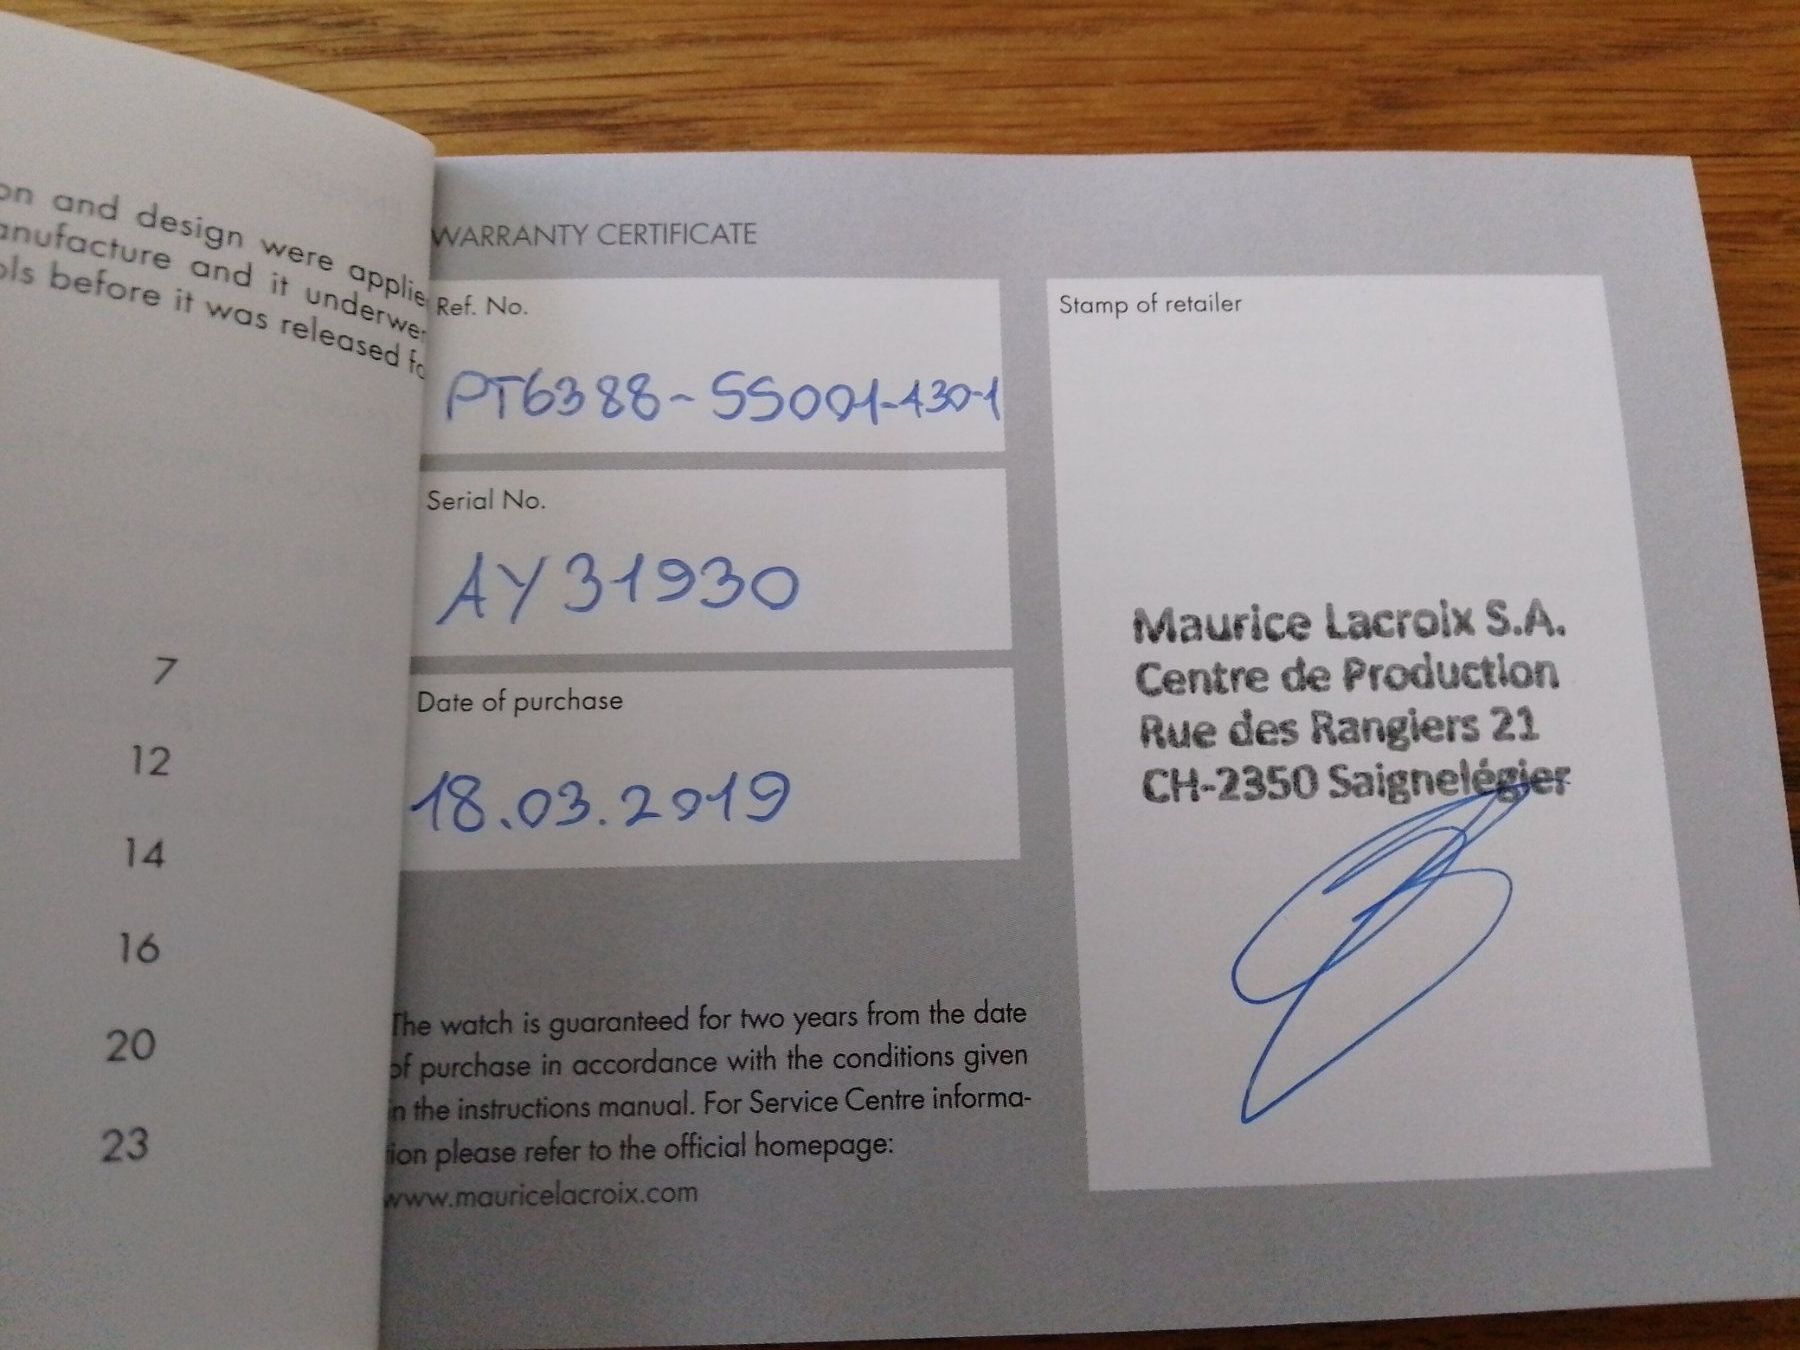 on and design were applie
anufacture and it underwer
ols before it was released fo
7
12
14
16
20
23
WARRANTY CERTIFICATE
Ref. No.
PT6388-SS001-430-1
Serial No.
AY31930
Date of purchase
18.03.2019
The watch is guaranteed for two years from the date
of purchase in accordance with the conditions given
in the instructions manual. For Service Centre informa-
tion please refer to the official homepage:
www.mauricelacroix.com
Stamp of retailer
Maurice Lacroix S.A.
Centre de Production
Rue des Rangiers 21
CH-2350 Saignelégier